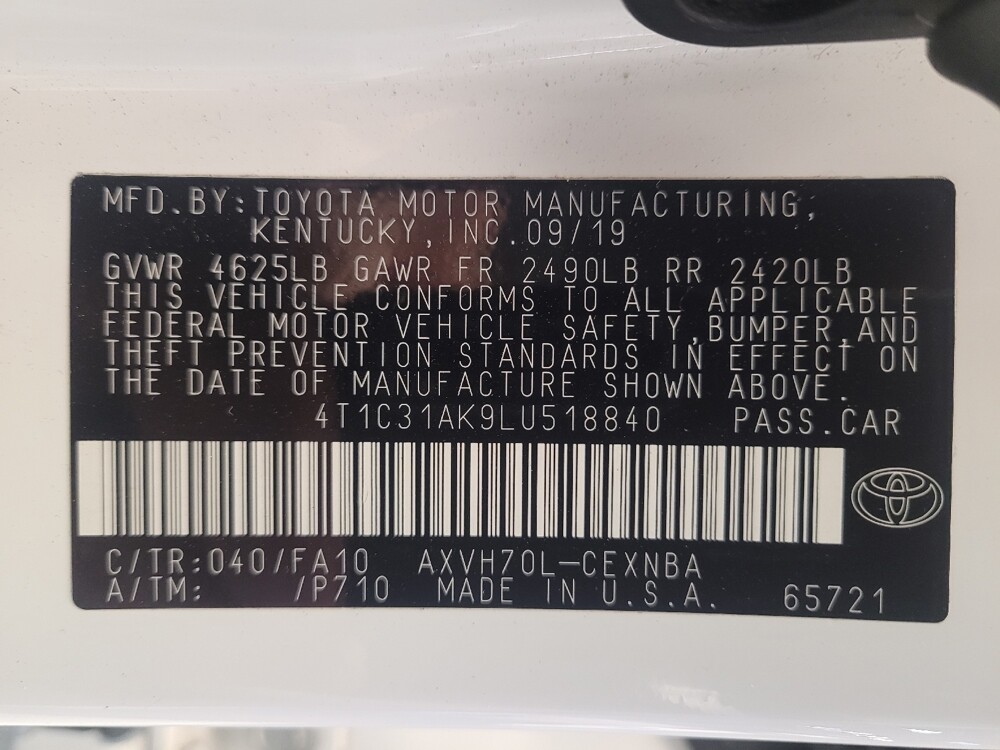 MFD.BY:TOYOTA MOTOR MANUFACTURING,
KENTUCKY,INC.09/19
GVWR 4625LB GAWR FR 2490LB RR 2420LB
THIS VEHICLE CONFORMS TO ALL APPLICABLE
FEDERAL MOTOR VEHICLE SAFETY,BUMPER,AND
THEFT PREVENTION STANDARDS IN EFFECT ON
THE DATE OF MANUFACTURE SHOWN ABOVE.
4T1C31AK9LU518840 PASS.CAR
C/TR:040/FA10 AXVH70L-CEXNBA
A/TM: /P710 MADE IN U.S.A. 65721